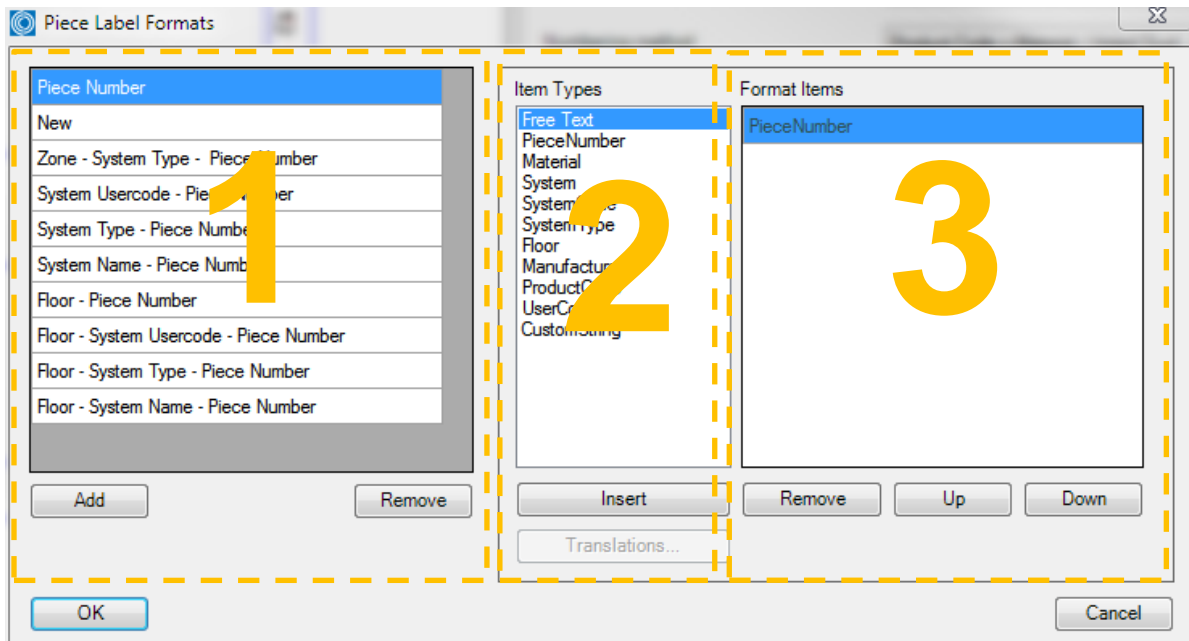 Piece Label Formats
Piece Number
New
Zone - System Type - Piece Number
System Usercode - Piece Number
System Type - Piece Number
System Name - Piece Number
Floor - Piece Number
Floor - System Usercode - Piece Number
Floor - System Type - Piece Number
Floor - System Name - Piece Number
Add
Remove
1
Item Types
Free Text
PieceNumber
Material
System
SystemType
Floor
CustomString
Insert
Translations...
2
Format Items
PieceNumber
Remove
Up
Down
3
OK
Cancel